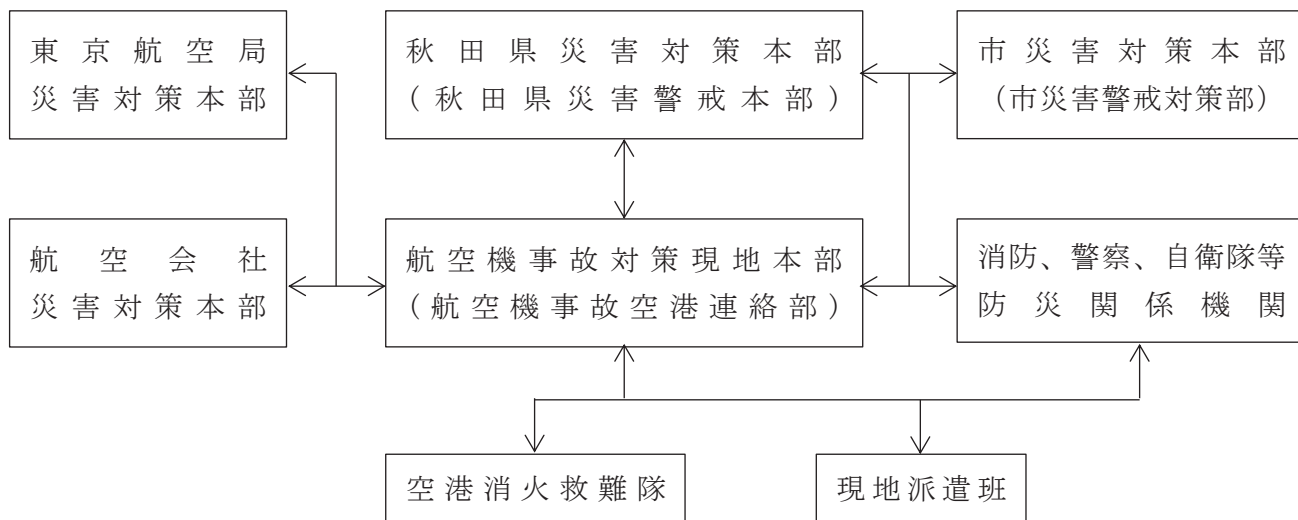 東京航空局
災害対策本部
秋田県災害対策本部
（秋田県災害警戒本部）
市災害対策本部
（市災害警戒対策部）
航空会社
災害対策本部
航空機事故対策現地本部
（航空機事故空港連絡部）
消防、警察、自衛隊等
防災関係機関
空港消火救難隊
現地派遣班